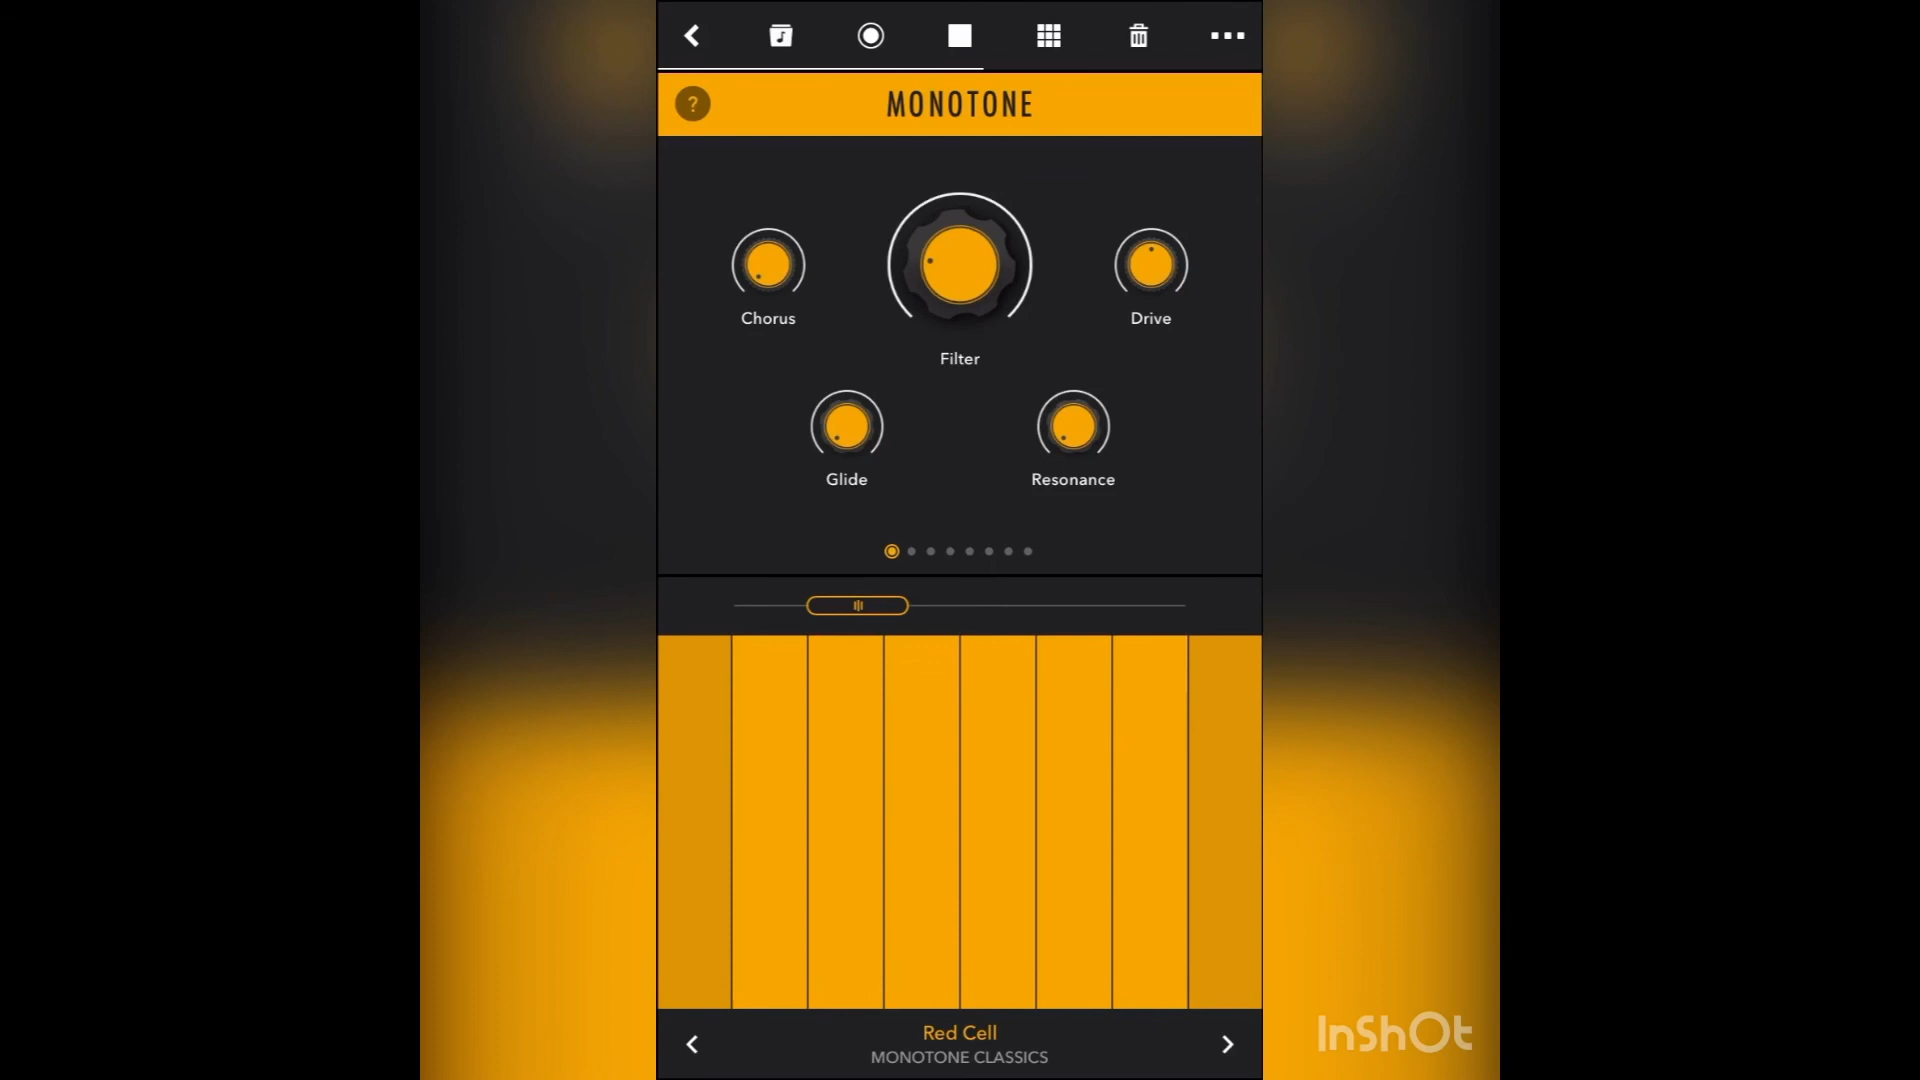 ?
MONOTONE
Chorus
Filter
Drive
Glide
Resonance
Red Cell
MONOTONE CLASSICS
InShOt